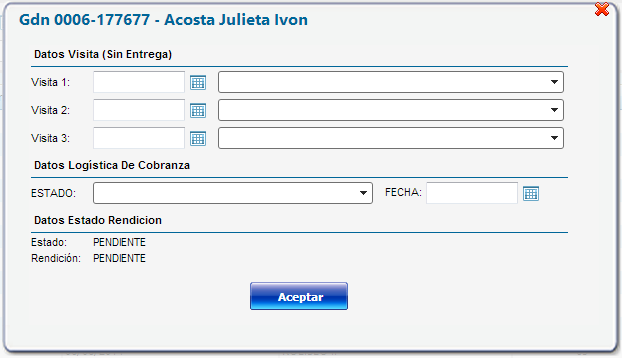 Gdn 0006-177677 - Acosta Julieta Ivon
Datos Visita (Sin Entrega)
Visita 1:
Visita 2:
Visita 3:
Datos Logística De Cobranza
ESTADO: FECHA:
Datos Estado Rendicion
Estado: PENDIENTE
Rendición: PENDIENTE
Aceptar